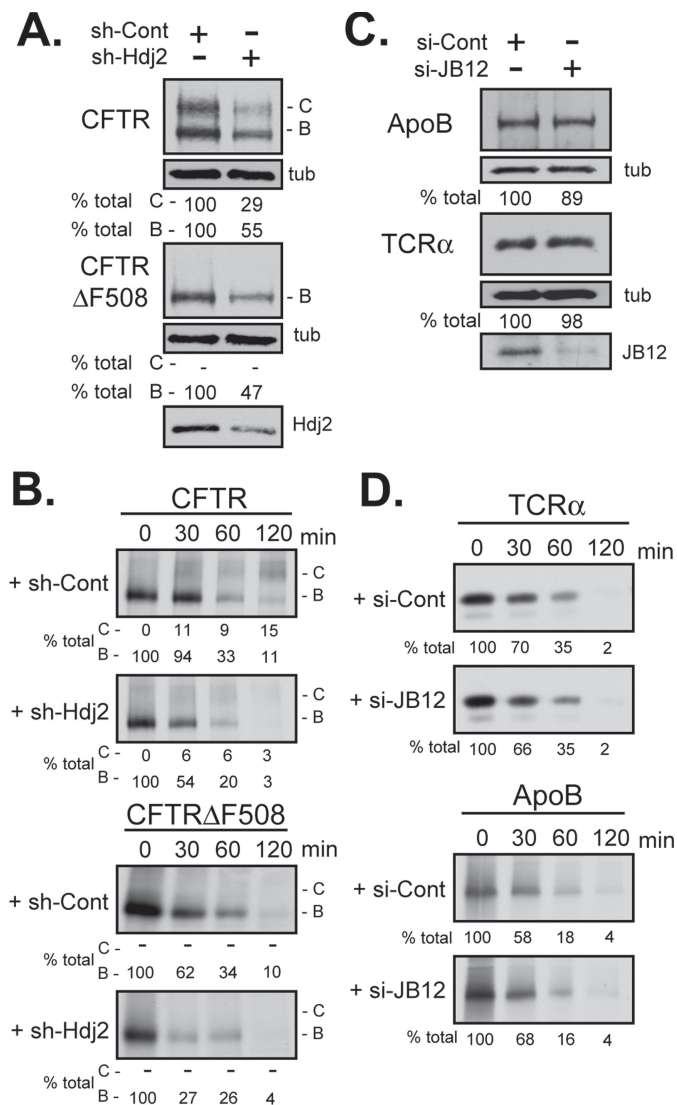 A.
sh-Cont + –
sh-Hdj2 – +
CFTR
- C
- B
tub
% total C - 100 29
% total B - 100 55
CFTR
ΔF508
- B
tub
% total C - - -
% total B - 100 47
Hdj2
B.
CFTR
0 30 60 120 min
+ sh-Cont
- C
- B
% total
C - 0 11 9 15
B - 100 94 33 11
+ sh-Hdj2
- C
- B
% total
C - 0 6 6 3
B - 100 54 20 3
CFTRΔF508
0 30 60 120 min
+ sh-Cont
- C
- B
% total
C - - - - -
B - 100 62 34 10
+ sh-Hdj2
- C
- B
% total
C - - - - -
B - 100 27 26 4
C.
si-Cont + –
si-JB12 – +
ApoB
tub
% total 100 89
TCRα
tub
% total 100 98
JB12
D.
TCRα
0 30 60 120 min
+ si-Cont
% total 100 70 35 2
+ si-JB12
% total 100 66 35 2
ApoB
0 30 60 120 min
+ si-Cont
% total 100 58 18 4
+ si-JB12
% total 100 68 16 4